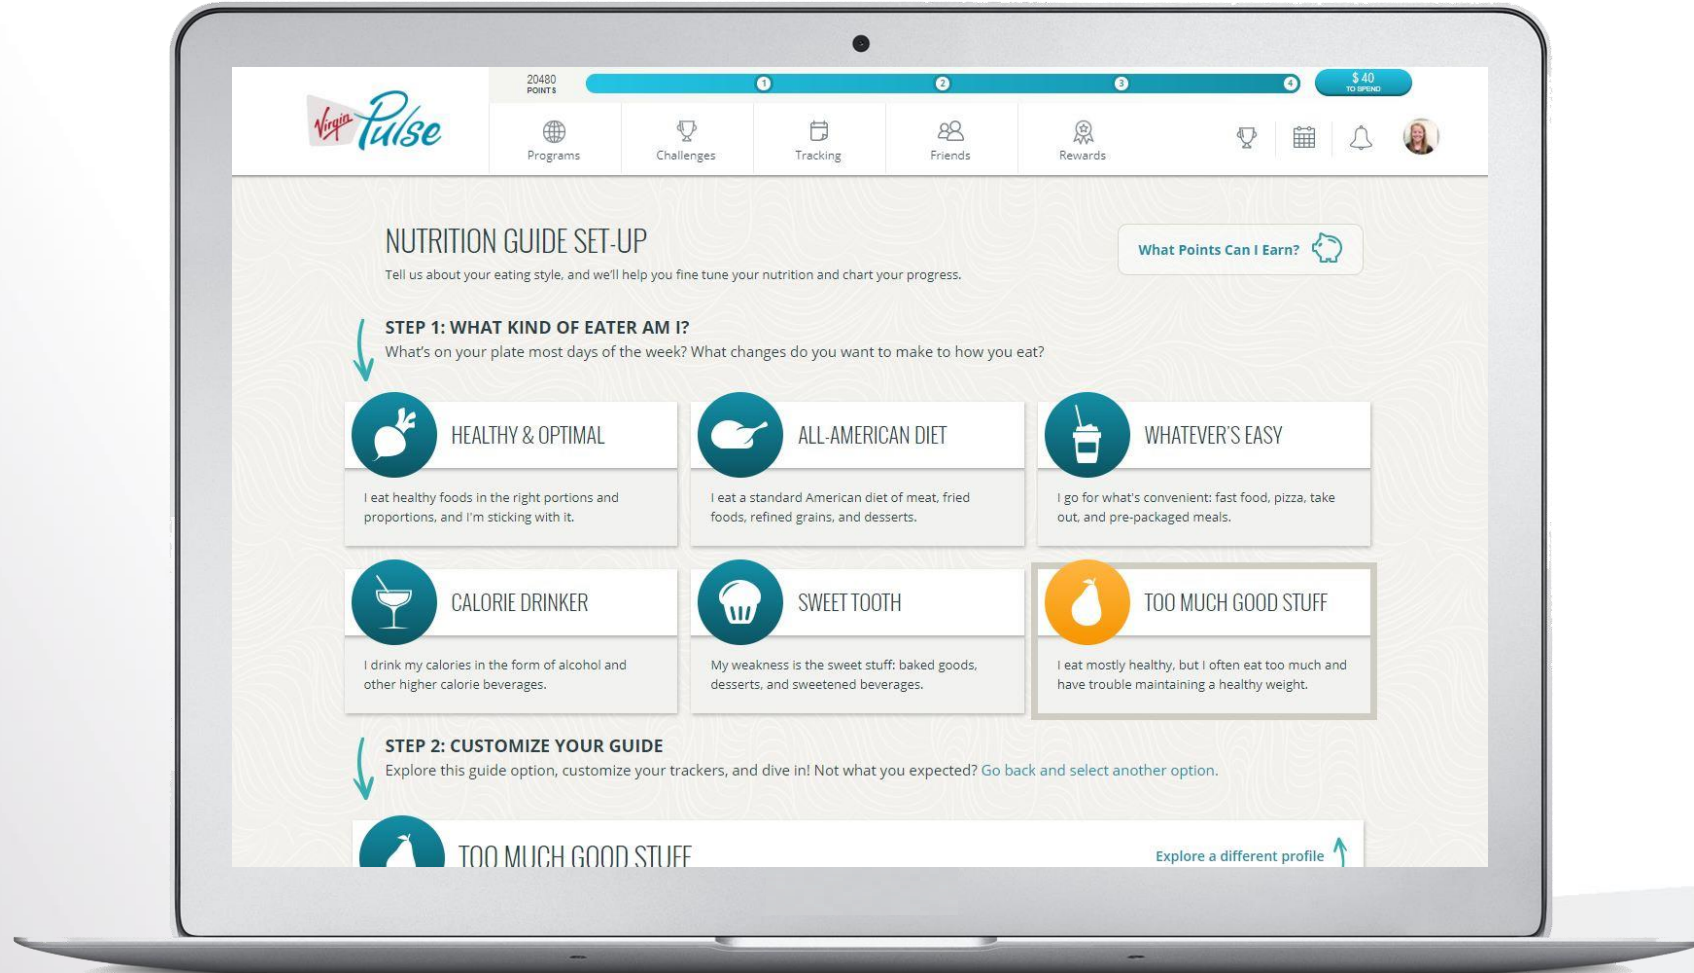 Virgin Pulse
20480
POINTS
1
2
3
4
$ 40
TO SPEND
Programs
Challenges
Tracking
Friends
Rewards
NUTRITION GUIDE SET-UP
Tell us about your eating style, and we'll help you fine tune your nutrition and chart your progress.
What Points Can I Earn?
STEP 1: WHAT KIND OF EATER AM I?
What's on your plate most days of the week? What changes do you want to make to how you eat?
HEALTHY & OPTIMAL
I eat healthy foods in the right portions and
proportions, and I'm sticking with it.
ALL-AMERICAN DIET
I eat a standard American diet of meat, fried
foods, refined grains, and desserts.
WHATEVER'S EASY
I go for what's convenient: fast food, pizza, take
out, and pre-packaged meals.
CALORIE DRINKER
I drink my calories in the form of alcohol and
other higher calorie beverages.
SWEET TOOTH
My weakness is the sweet stuff: baked goods,
desserts, and sweetened beverages.
TOO MUCH GOOD STUFF
I eat mostly healthy, but I often eat too much and
have trouble maintaining a healthy weight.
STEP 2: CUSTOMIZE YOUR GUIDE
Explore this guide option, customize your trackers, and dive in! Not what you expected? Go back and select another option.
TOO MUCH GOOD STUFF
Explore a different profile